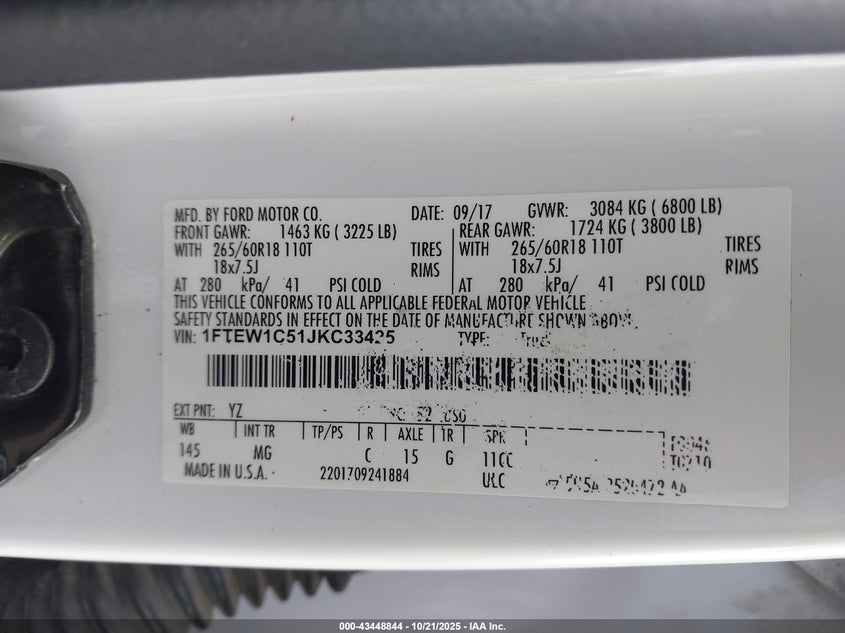 MFD. BY FORD MOTOR CO. DATE: 09/17 GVWR: 3084 KG ( 6800 LB)
FRONT GAWR: 1463 KG ( 3225 LB) REAR GAWR: 1724 KG ( 3800 LB)
WITH 265/60R18 110T TIRES WITH 265/60R18 110T TIRES
18x7.5J RIMS 18x7.5J RIMS
AT 280 kPa/ 41 PSI COLD AT 280 kPa/ 41 PSI COLD
THIS VEHICLE CONFORMS TO ALL APPLICABLE FEDERAL MOTOR VEHICLE
SAFETY STANDARDS IN EFFECT ON THE DATE OF MANUFACTURE SHOWN ABOVE.
VIN: 1FTEW1C51JKC33425 TYPE:
EXT PNT: YZ
WB INT TR TP/PS R AXLE TR SPR
145 MG C 15 G 11CC
MADE IN U.S.A. 2201709241884
000-43448844 - 10/21/2025 - IAA Inc.